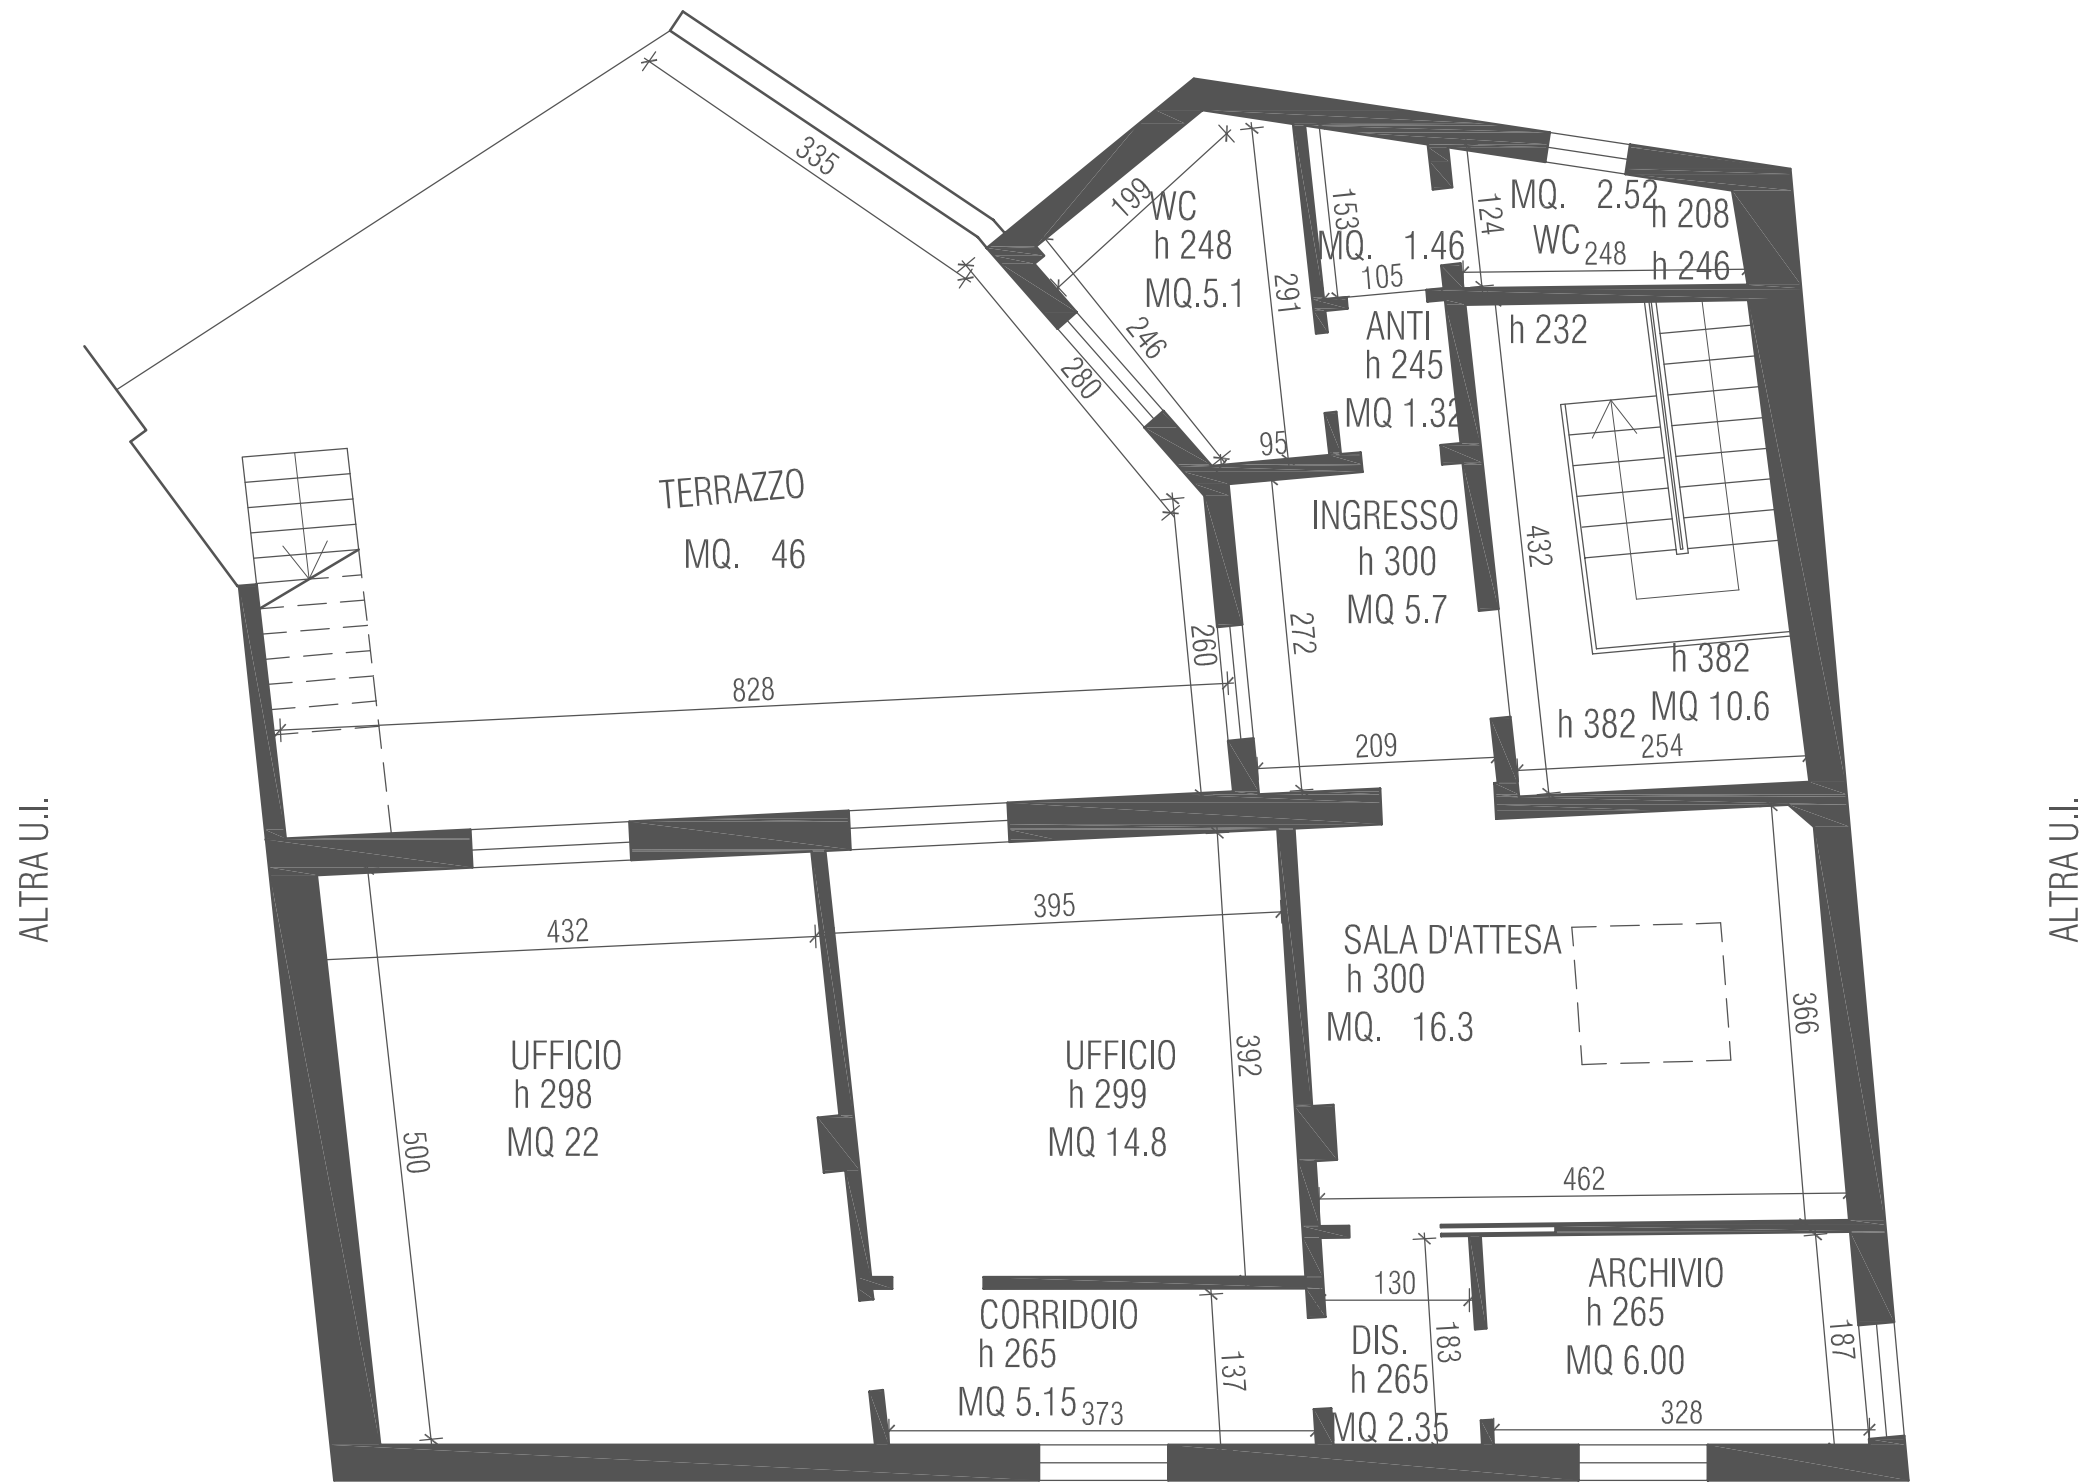 335
199
WC
h 248
MQ.5.1
291
153
MQ. 1.46
105
124
MQ. 2.52
h 208
WC
248
h 246
246
280
95
ANTI
h 245
MQ 1.32
h 232
TERRAZZO
MQ. 46
INGRESSO
h 300
MQ 5.7
432
272
260
828
209
h 382
MQ 10.6
h 382
254
ALTRA U.I.
ALTRA U.I.
432
395
SALA D'ATTESA
h 300
MQ. 16.3
366
UFFICIO
h 298
MQ 22
500
UFFICIO
h 299
MQ 14.8
392
462
130
ARCHIVIO
h 265
MQ 6.00
187
328
CORRIDOIO
h 265
MQ 5.15
373
137
DIS.
h 265
MQ 2.35
183